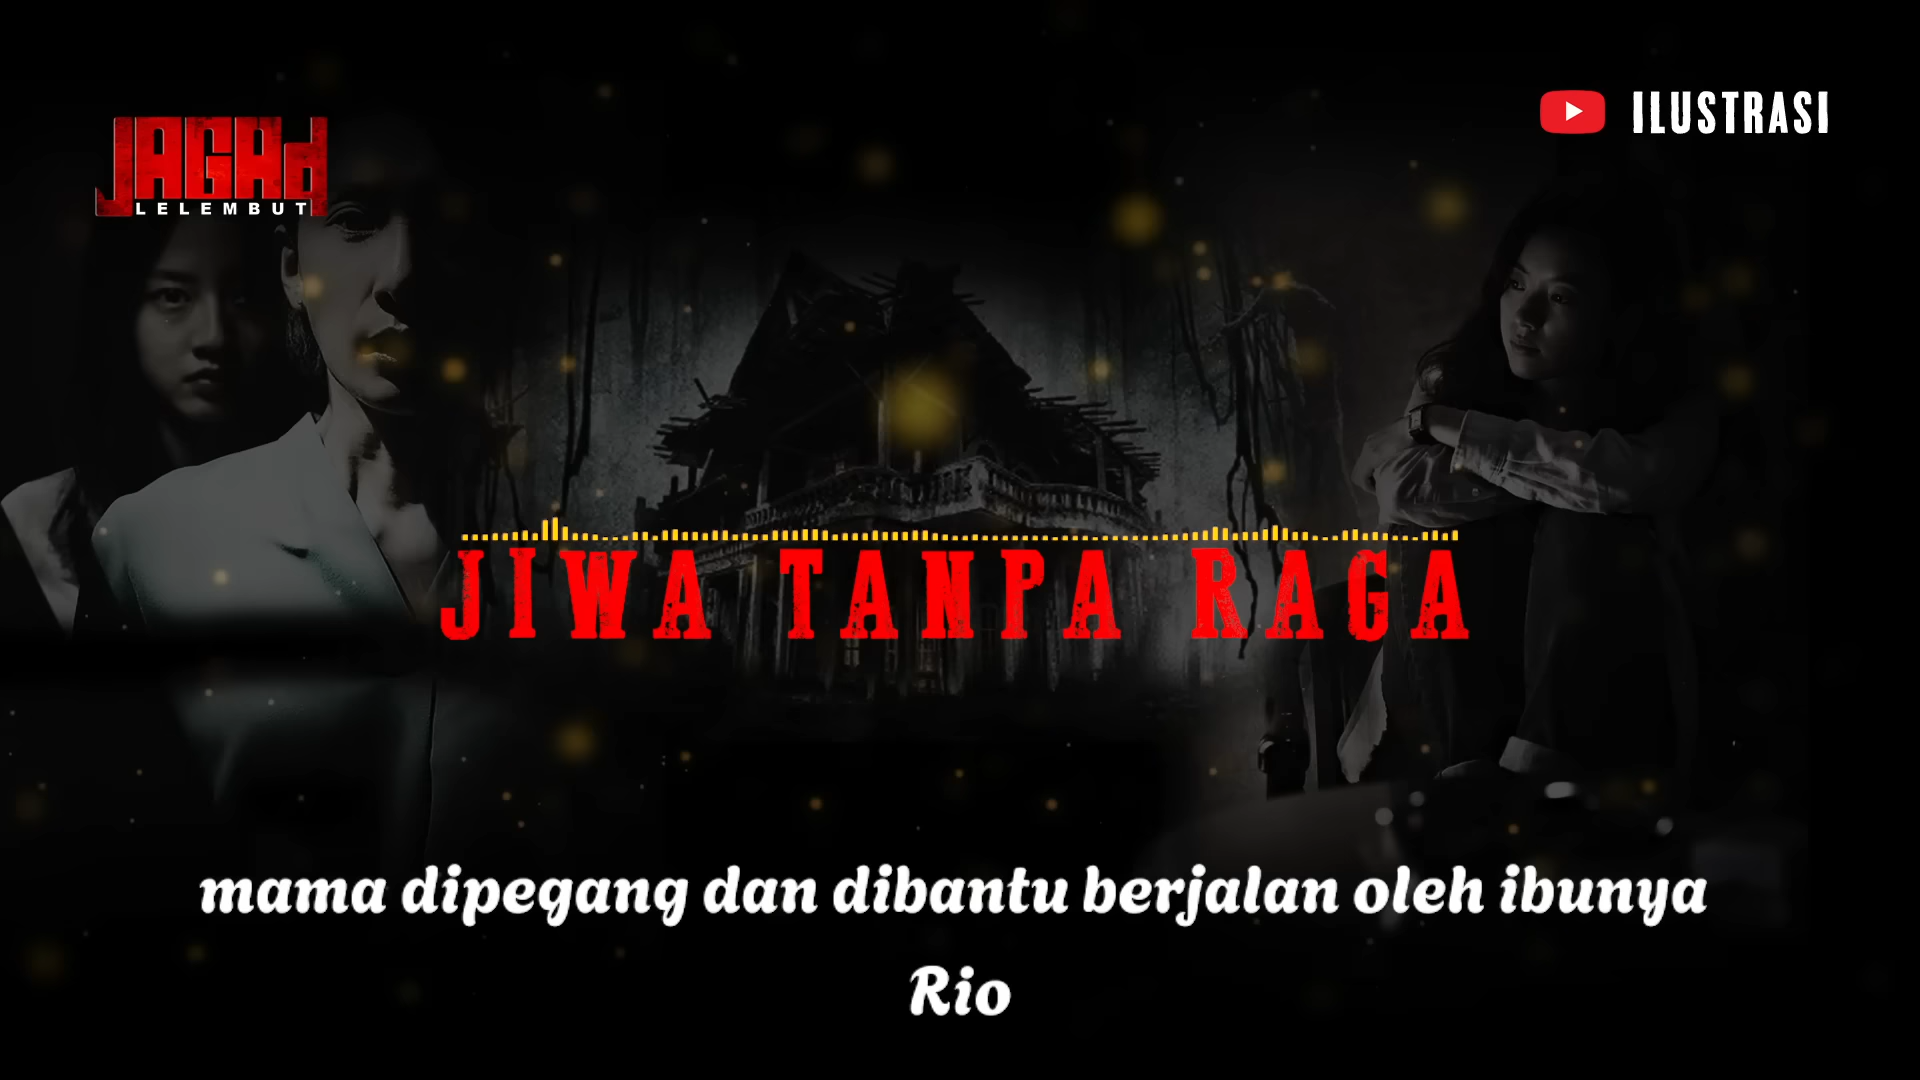 JAGAd
LELEMBUT
ILUSTRASI
JIWA TANPA RAGA
mama dipegang dan dibantu berjalan oleh ibunya
Rio